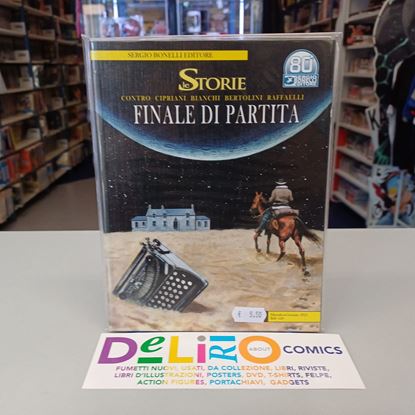 SERGIO BONELLI EDITORE
80
le STORIE
CONTRO CIPRIANI BIANCHI BERTOLINI RAFFAELLI
FINALE DI PARTITA
€ 5,50
DeLiRiO
ABOUT
COMICS
FUMETTI NUOVI, USATI, DA COLLEZIONE, LIBRI, RIVISTE,
LIBRI D'ILLUSTRAZIONI, POSTERS, DVD, T-SHIRTS, FELPE,
ACTION FIGURES, PORTACHIAVI, GADGETS